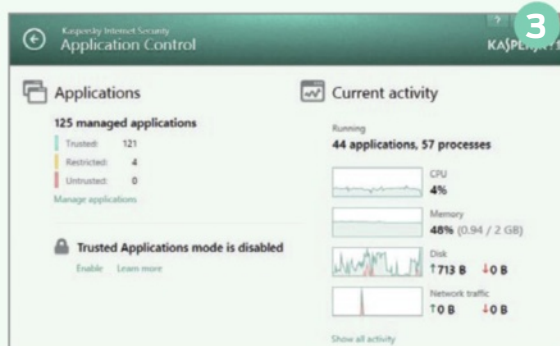 Kaspersky Internet Security
Application Control
?
3
Applications
125 managed applications
Trusted: 121
Restricted: 4
Untrusted: 0
Manage applications
Trusted Applications mode is disabled
Enable Learn more
Current activity
Running
44 applications, 57 processes
CPU
4%
Memory
48% (0.94 / 2 GB)
Disk
↑713 B ↓0 B
Network traffic
↑0 B ↓0 B
Show all activity